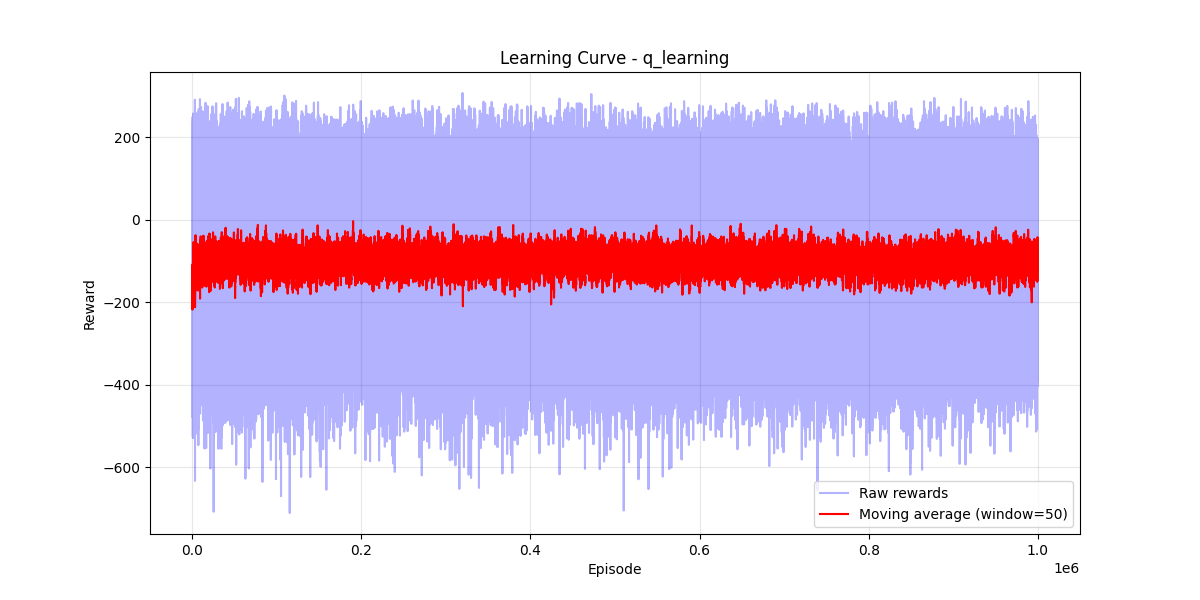 Learning Curve - q_learning
Reward
200
0
−200
−400
−600
0.0
0.2
0.4
0.6
0.8
1.0
1e6
Episode
Raw rewards
Moving average (window=50)